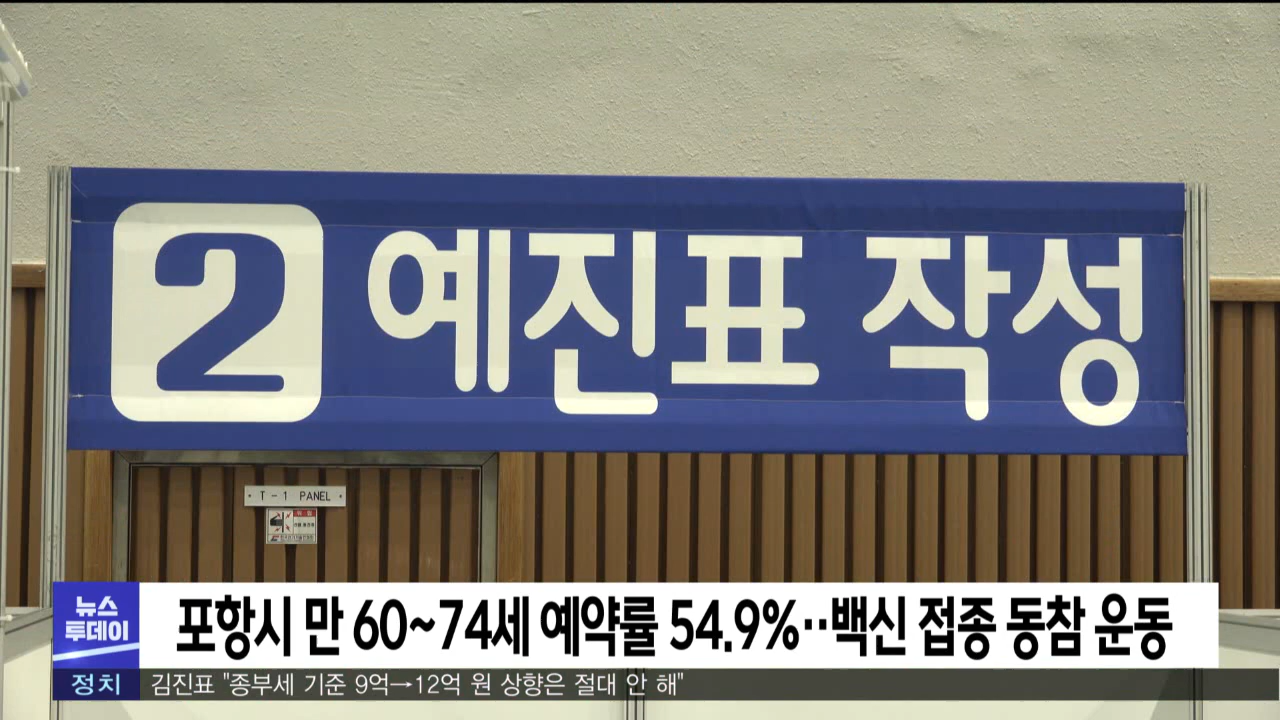 2 예진표 작성
T-1 PANEL
위험
뉴스
투데이
포항시 만 60~74세 예약률 54.9%··백신 접종 동참 운동
정치 김진표 "종부세 기준 9억→12억 원 상향은 절대 안 해"